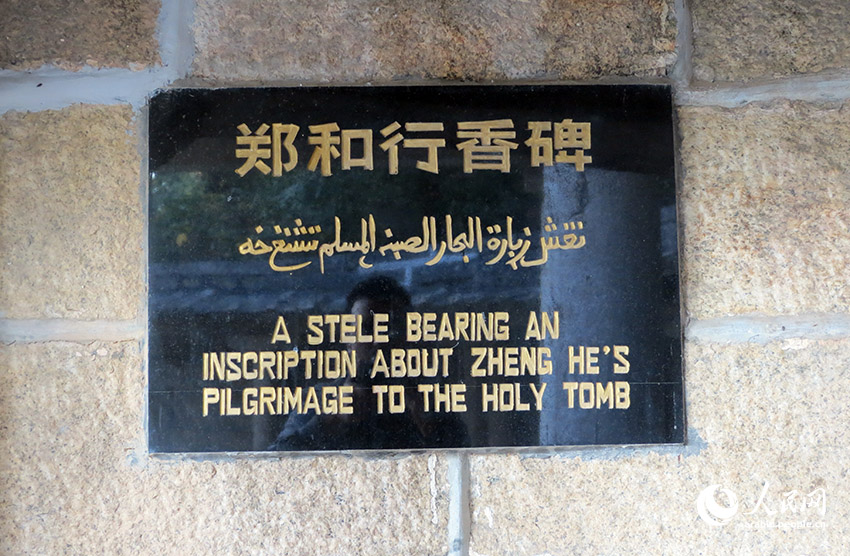 郑和行香碑
نقش زيارة البحار الصينه المسلم تشنغ خه
A STELE BEARING AN
INSCRIPTION ABOUT ZHENG HE'S
PILGRIMAGE TO THE HOLY TOMB
人民网